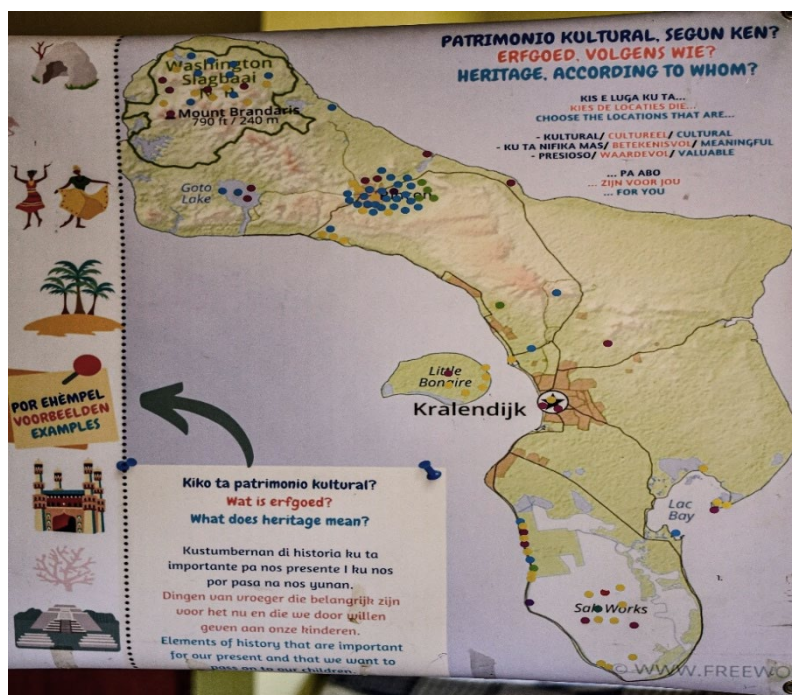 PATRIMONIO KULTURAL, SEGUN KEN?
ERFGOED, VOLGENS WIE?
HERITAGE, ACCORDING TO WHOM?
KIS E LUGA KU TA...
KIES DE LOCATIES DIE...
CHOOSE THE LOCATIONS THAT ARE...
- KULTURAL/ CULTUREEL/ CULTURAL
- KU TA NIFIKA MAS/ BETEKENISVOL/ MEANINGFUL
- PRESIOSO/ WAARDEVOL/ VALUABLE
... PA ABO
... ZIJN VOOR JOU
... FOR YOU
Washington
Slagbaai
N.P.
Mount Brandaris
790 ft / 240 m
Goto
Lake
Little
Bonaire
Kralendijk
Lac
Bay
Salt Works
POR EHÈMPEL
VOORBEELDEN
EXAMPLES
Kiko ta patrimonio kultural?
Wat is erfgoed?
What does heritage mean?
Kustumbernan di historia ku ta
importante pa nos presente I ku nos
por pasa na nos yunan.
Dingen van vroeger die belangrijk zijn
voor het nu en die we door willen
geven aan onze kinderen.
Elements of history that are important
for our present and that we want to
pass on to our children.
© WWW.FREEWO